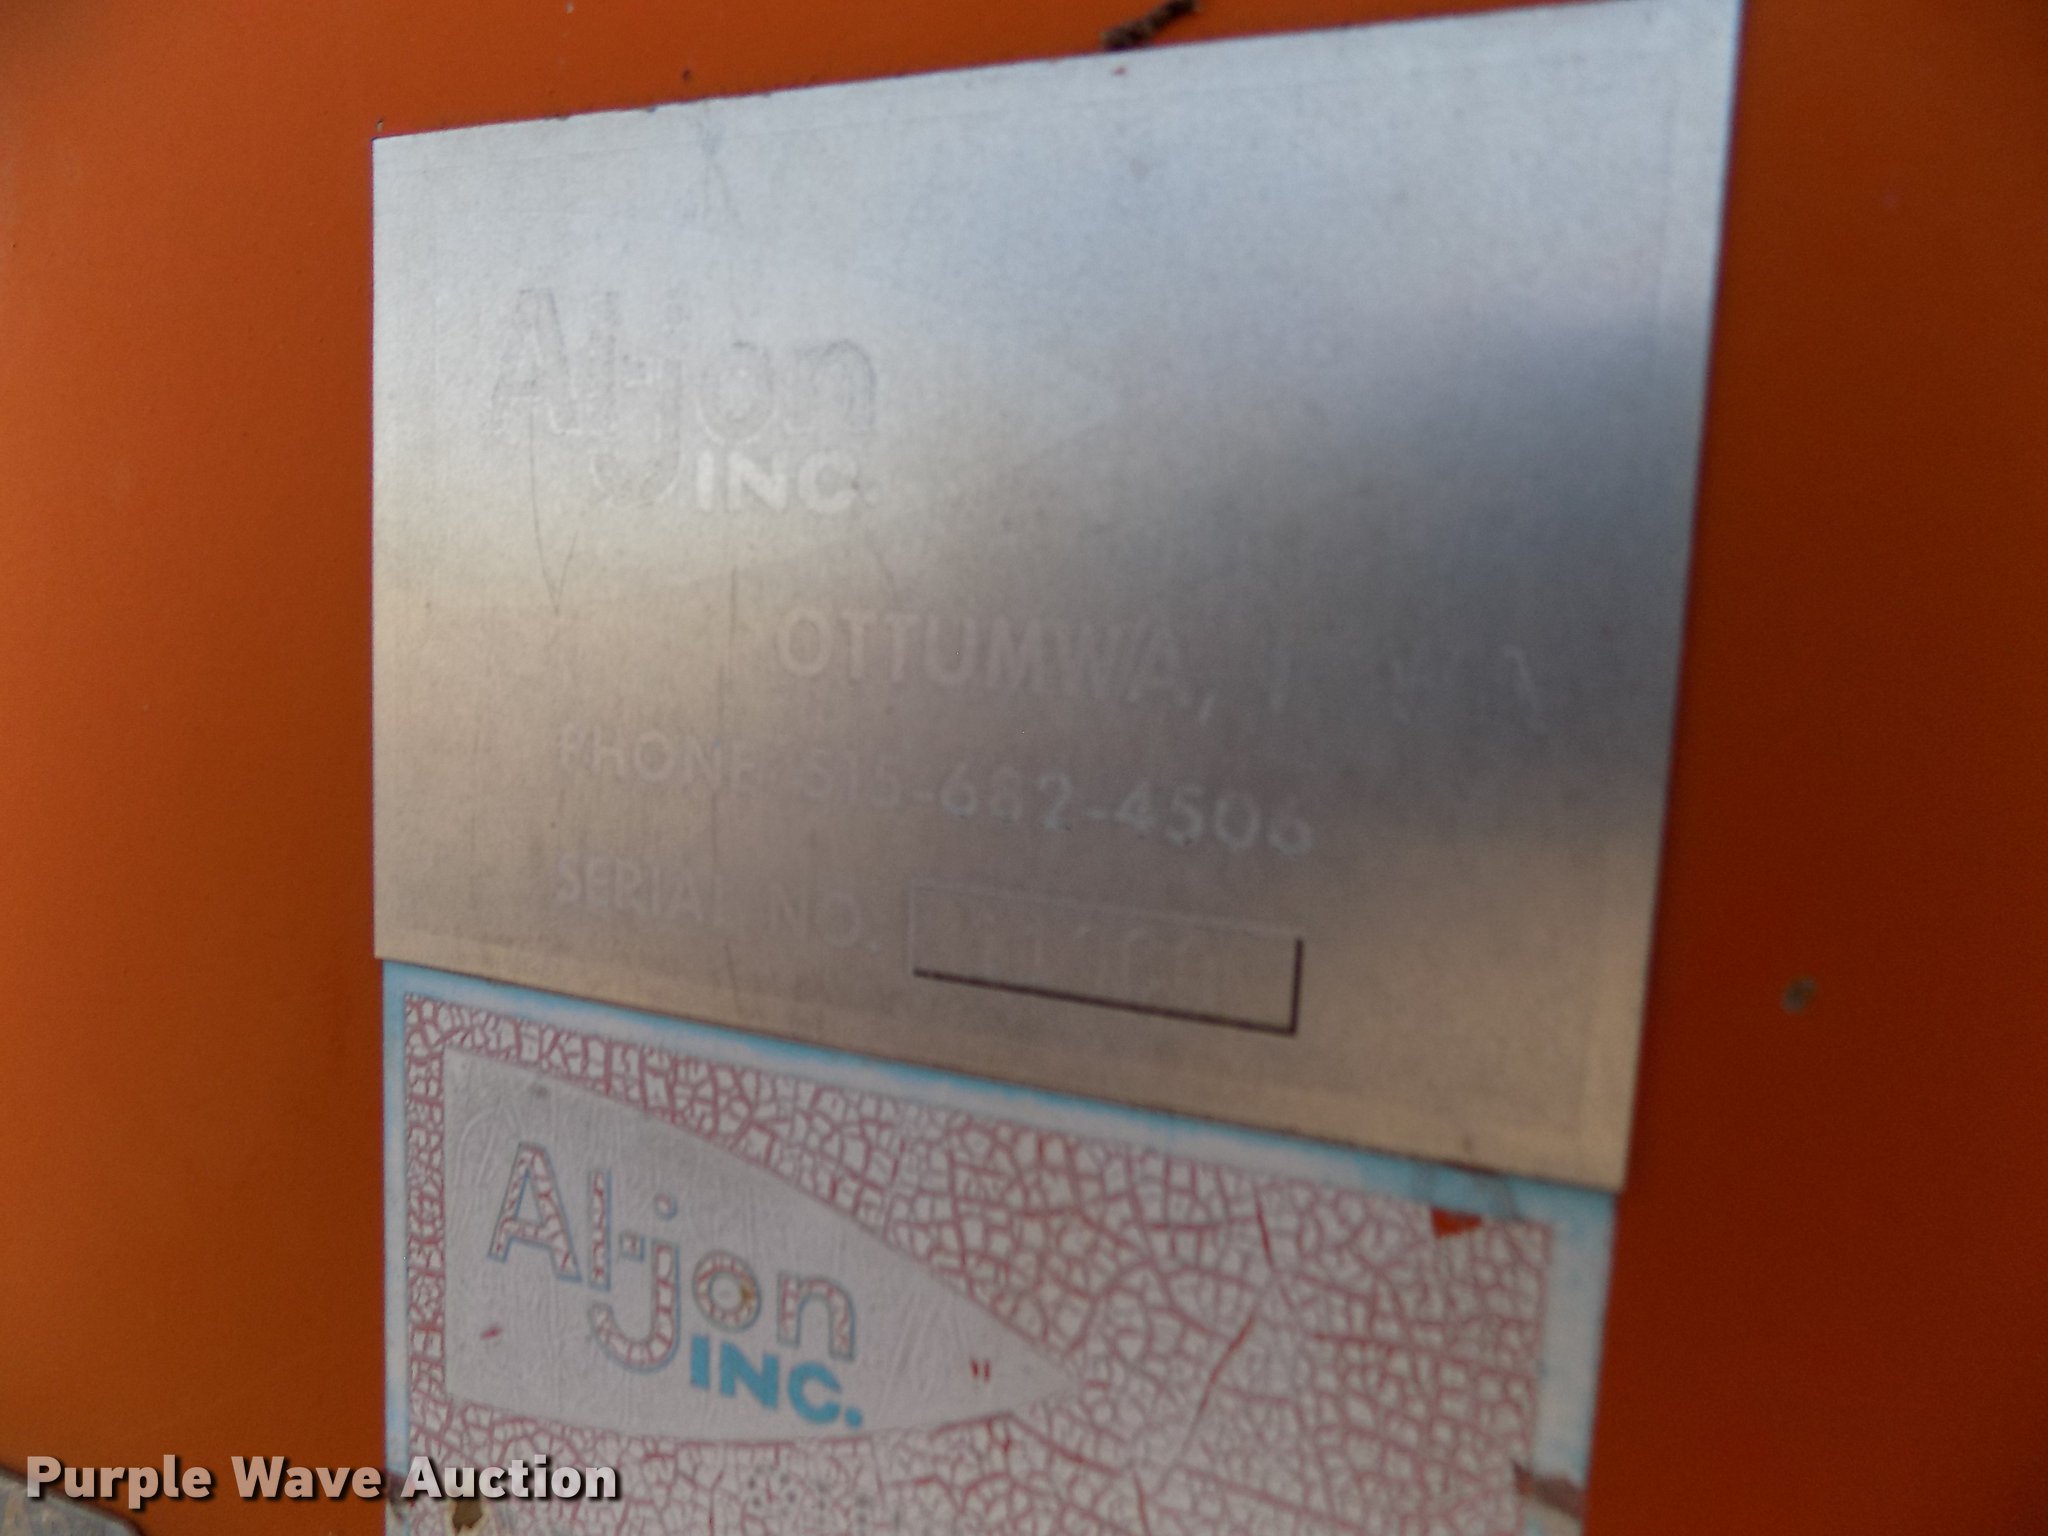 Al-jon
INC.
OTTUMWA,
PHONE 515-682-4506
SERIAL NO.
Al-jon
INC.
Purple Wave Auction